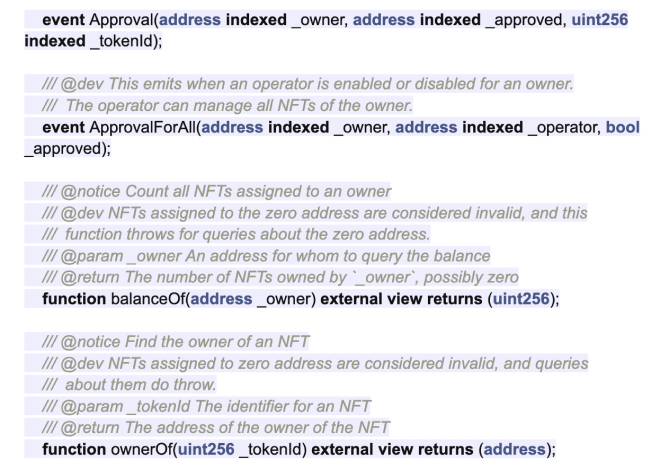 event Approval(address indexed _owner, address indexed _approved, uint256
indexed _tokenId);
/// @dev This emits when an operator is enabled or disabled for an owner.
/// The operator can manage all NFTs of the owner.
event ApprovalForAll(address indexed _owner, address indexed _operator, bool
_approved);
/// @notice Count all NFTs assigned to an owner
/// @dev NFTs assigned to the zero address are considered invalid, and this
/// function throws for queries about the zero address.
/// @param _owner An address for whom to query the balance
/// @return The number of NFTs owned by `_owner`, possibly zero
function balanceOf(address _owner) external view returns (uint256);
/// @notice Find the owner of an NFT
/// @dev NFTs assigned to zero address are considered invalid, and queries
/// about them do throw.
/// @param _tokenId The identifier for an NFT
/// @return The address of the owner of the NFT
function ownerOf(uint256 _tokenId) external view returns (address);